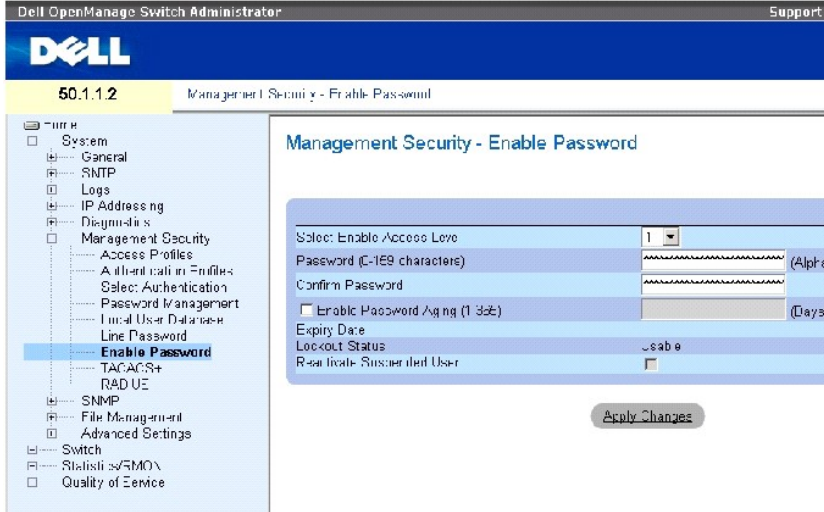 Dell OpenManage Switch Administrator
Support
DELL
50.1.1.2
Management Security - Enable Password
Home
System
General
SNTP
Logs
IP Addressing
Diagnostics
Management Security
Access Profiles
Authentication Profiles
Select Authentication
Password Management
Local User Database
Line Password
Enable Password
TACACS+
RADIUS
SNMP
File Management
Advanced Settings
Switch
Statistics/RMON
Quality of Service
Management Security - Enable Password
Select Enable Access Level
1
Password (0-159 characters)
(Alpha
Confirm Password
Enable Password Aging (1-365)
(Days
Expiry Date
Lockout Status
Usable
Reactivate Suspended User
Apply Changes